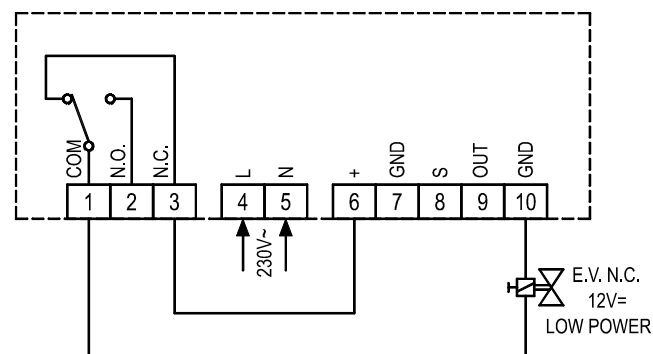 COM
N.O.
N.C.
L
N
+
GND
S
OUT
GND
1
2
3
4
5
6
7
8
9
10
230V~
E.V. N.C.
12V=
LOW POWER